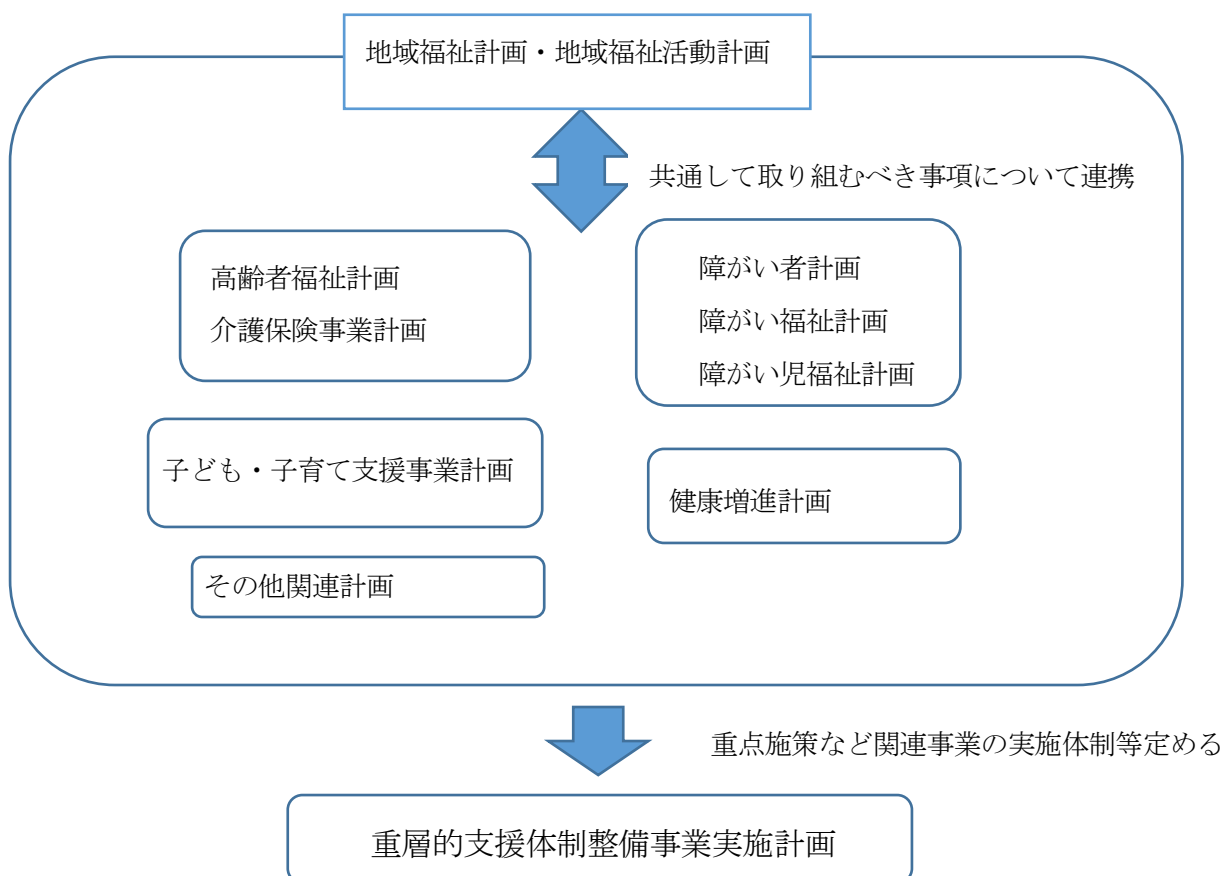 地域福祉計画・地域福祉活動計画
共通して取り組むべき事項について連携
高齢者福祉計画
介護保険事業計画
障がい者計画
障がい福祉計画
障がい児福祉計画
子ども・子育て支援事業計画
健康増進計画
その他関連計画
重点施策など関連事業の実施体制等定める
重層的支援体制整備事業実施計画